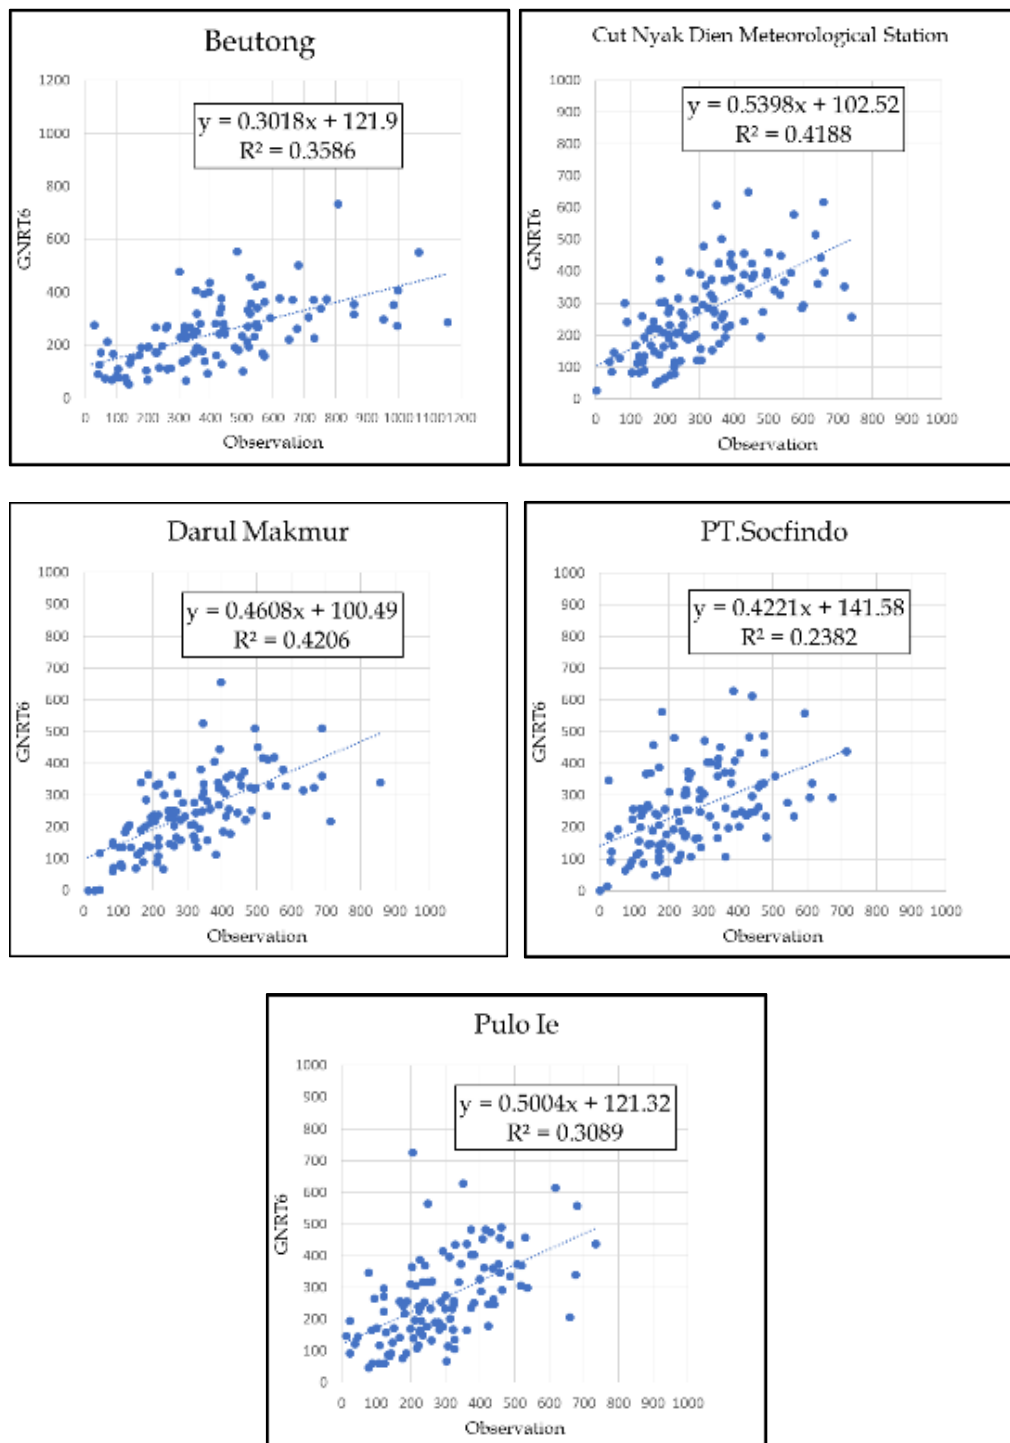 Beutong
1200
1000
800
600
400
200
0
GNRT6
y = 0.3018x + 121.9
R² = 0.3586
0 100 200 300 400 500 600 700 800 900 1000 1100 1200
Observation
Cut Nyak Dien Meteorological Station
1000
900
800
700
600
500
400
300
200
100
0
GNRT6
y = 0.5398x + 102.52
R² = 0.4188
0 100 200 300 400 500 600 700 800 900 1000
Observation
Darul Makmur
1000
900
800
700
600
500
400
300
200
100
0
GNRT6
y = 0.4608x + 100.49
R² = 0.4206
0 100 200 300 400 500 600 700 800 900 1000
Observation
PT.Socfindo
1000
900
800
700
600
500
400
300
200
100
0
GNRT6
y = 0.4221x + 141.58
R² = 0.2382
0 100 200 300 400 500 600 700 800 900 1000
Observation
Pulo Ie
1000
900
800
700
600
500
400
300
200
100
0
GNRT6
y = 0.5004x + 121.32
R² = 0.3089
0 100 200 300 400 500 600 700 800 900 1000
Observation